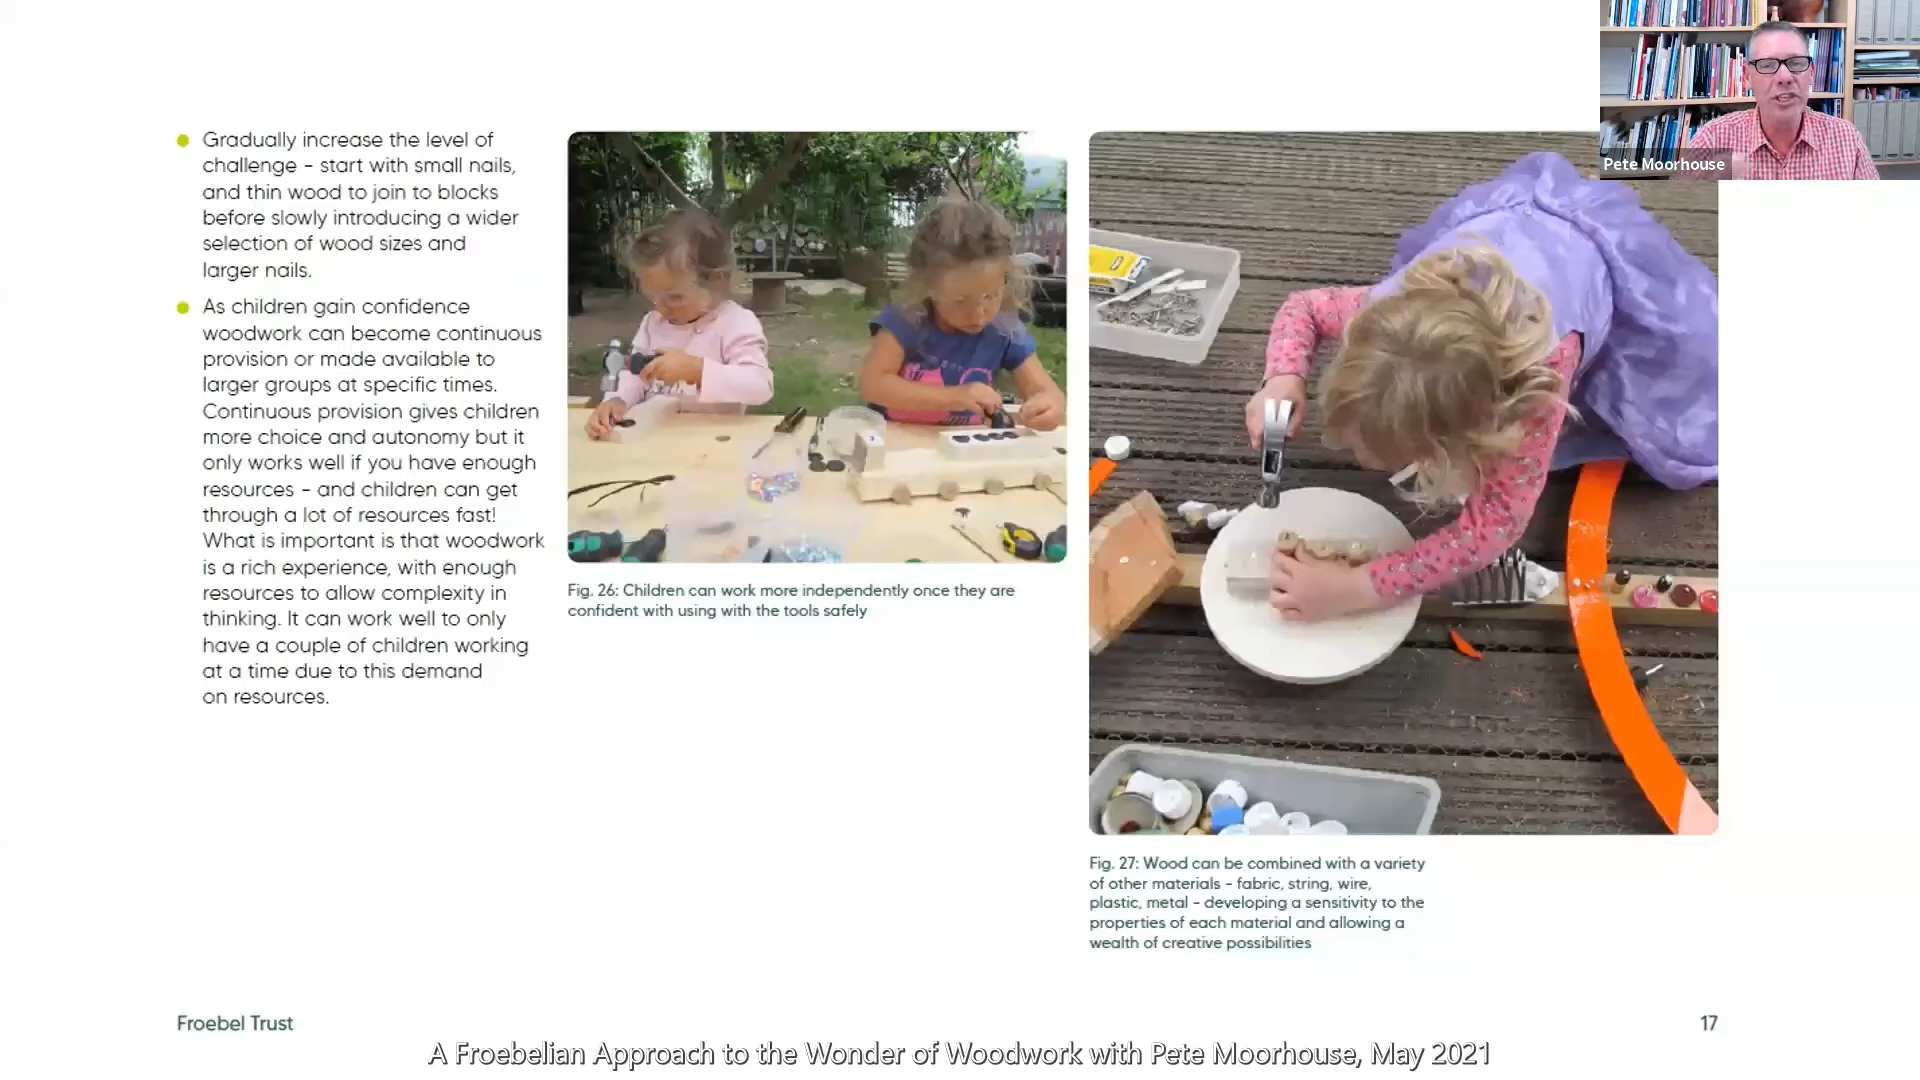 Pete Moorhouse
Gradually increase the level of
challenge – start with small nails,
and thin wood to join to blocks
before slowly introducing a wider
selection of wood sizes and
larger nails.
As children gain confidence
woodwork can become continuous
provision or made available to
larger groups at specific times.
Continuous provision gives children
more choice and autonomy but it
only works well if you have enough
resources – and children can get
through a lot of resources fast!
What is important is that woodwork
is a rich experience, with enough
resources to allow complexity in
thinking. It can work well to only
have a couple of children working
at a time due to this demand
on resources.
Fig. 26: Children can work more independently once they are
confident with using with the tools safely
Fig. 27: Wood can be combined with a variety
of other materials – fabric, string, wire,
plastic, metal – developing a sensitivity to the
properties of each material and allowing a
wealth of creative possibilities
Froebel Trust
17
A Froebelian Approach to the Wonder of Woodwork with Pete Moorhouse, May 2021